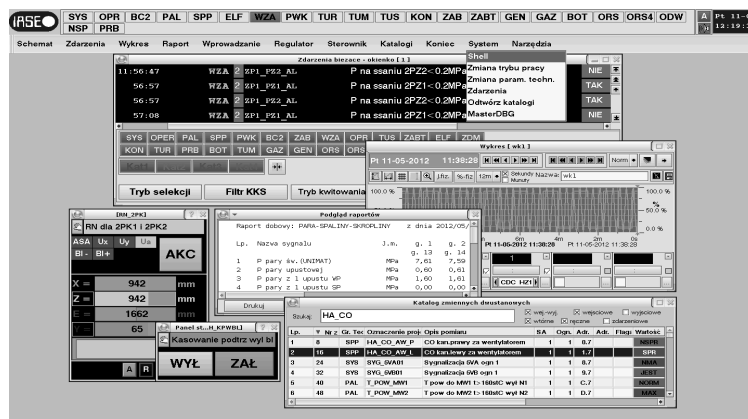 IASE
SYS OPR BC2 PAL SPP ELF WZA PWK TUR TUM TUS KON ZAB ZABT GEN GAZ BOT ORS ORS4 ODW
NSP PRB
A Pt 11-0
12:19:
Schemat Zdarzenia Wykres Raport Wprowadzanie Regulator Sterownik Katalogi Koniec System Narzędzia
Shell
Zmiana trybu pracy
Zmiana param. techn.
Zdarzenia
Odtwórz katalogi
MasterDBG
Zdarzenia biezace - okienko [ 1 ]
11:56:47 WZA 2 ZP1_PZ2_AL P na ssaniu 2PZ2<0.2MPa NIE
56:57 WZA 2 ZP1_PZ1_AL P na ssaniu 2PZ1<0.2MPa TAK
56:57 WZA 2 ZP1_PZ2_AL P na ssaniu 2PZ2<0.2MPa TAK
57:08 WZA 2 ZP1_PZ1_AL P na ssaniu 2PZ1<0.2MPa NIE
SYS OPER PAL SPP PWK BC2 ZAB WZA OPR TUS ZABT ELF ZDM
KON TUR PRB BOT TUM GAZ GEN ORS ORS
Tryb selekcji Filtr KKS Tryb kwitowania
Wykres [ wk1 ]
Pt 11-05-2012 11:38:28 Norm
J.fiz. %-fiz 12m Sekundy Minuty Nazwa: wk1
100.0 % 100.0 %
%
50.0 %
0.0 %
6m 4m 2m 0s
Pt 11-05-2012 11:38:28 Pt 11-05-2012 11:38:28
1
CDC HZ1
[RN_2PK]
RN dla 2PK1 i 2PK2
ASA Ux Uy Ua
BI - BI+
AKC
X = 942 mm
Z = 942 mm
E = 1662 mm
Y = 65
A R
Podgląd raportów
Raport dobowy: PARA-SPALINY-SKROPLINY z dnia 2012/05/
Lp. Nazwa sygnału J.m. g. 1 g. 2
g. 13 g. 14
1 P pary św.(UNIMAT) MPa 7,61 7,59
2 P pary upustowej MPa 0,60 0,61
3 P pary z 1 upustu WP MPa 1,60 1,61
4 P pary z 1 upustu SP MPa 0,00 0,00
Drukuj
Panel st...H_KPWBL]
Kasowanie podtrz wył bl
WYŁ ZAŁ
Katalog zmiennych dwustanowych
Szukaj: HA_CO
wej.-wyj. wejściowe wyjściowe
wtórne ręczne zdarzeniowe
Lp. Nr z Gr. Tec Oznaczenie proj Opis pomiaru SA Ogn. Adr. Adr. Flagi Wartość
1 8 SPP HA_CO_AW_P CO kan.prawy za wentylatorem 1 1 0.7 NSPR
2 16 SPP HA_CO_AW_L CO kan.lewy za wentylatorem 1 1 1.7 SPR
3 24 SYS SYG_6VA01 Sygnalizacja 6VA ogn 1 1 1 8.7 NMA
4 32 SYS SYG_6VB01 Sygnalizacja 6VB ogn 1 1 1 9.7 JEST
5 40 PAL T_POW_MW1 T pow do MW1 t>160stC wył N1 1 1 C.7 NORM
6 48 PAL T_POW_MW2 T pow do MW1 t>160stC wył N2 1 1 D.7 MAX